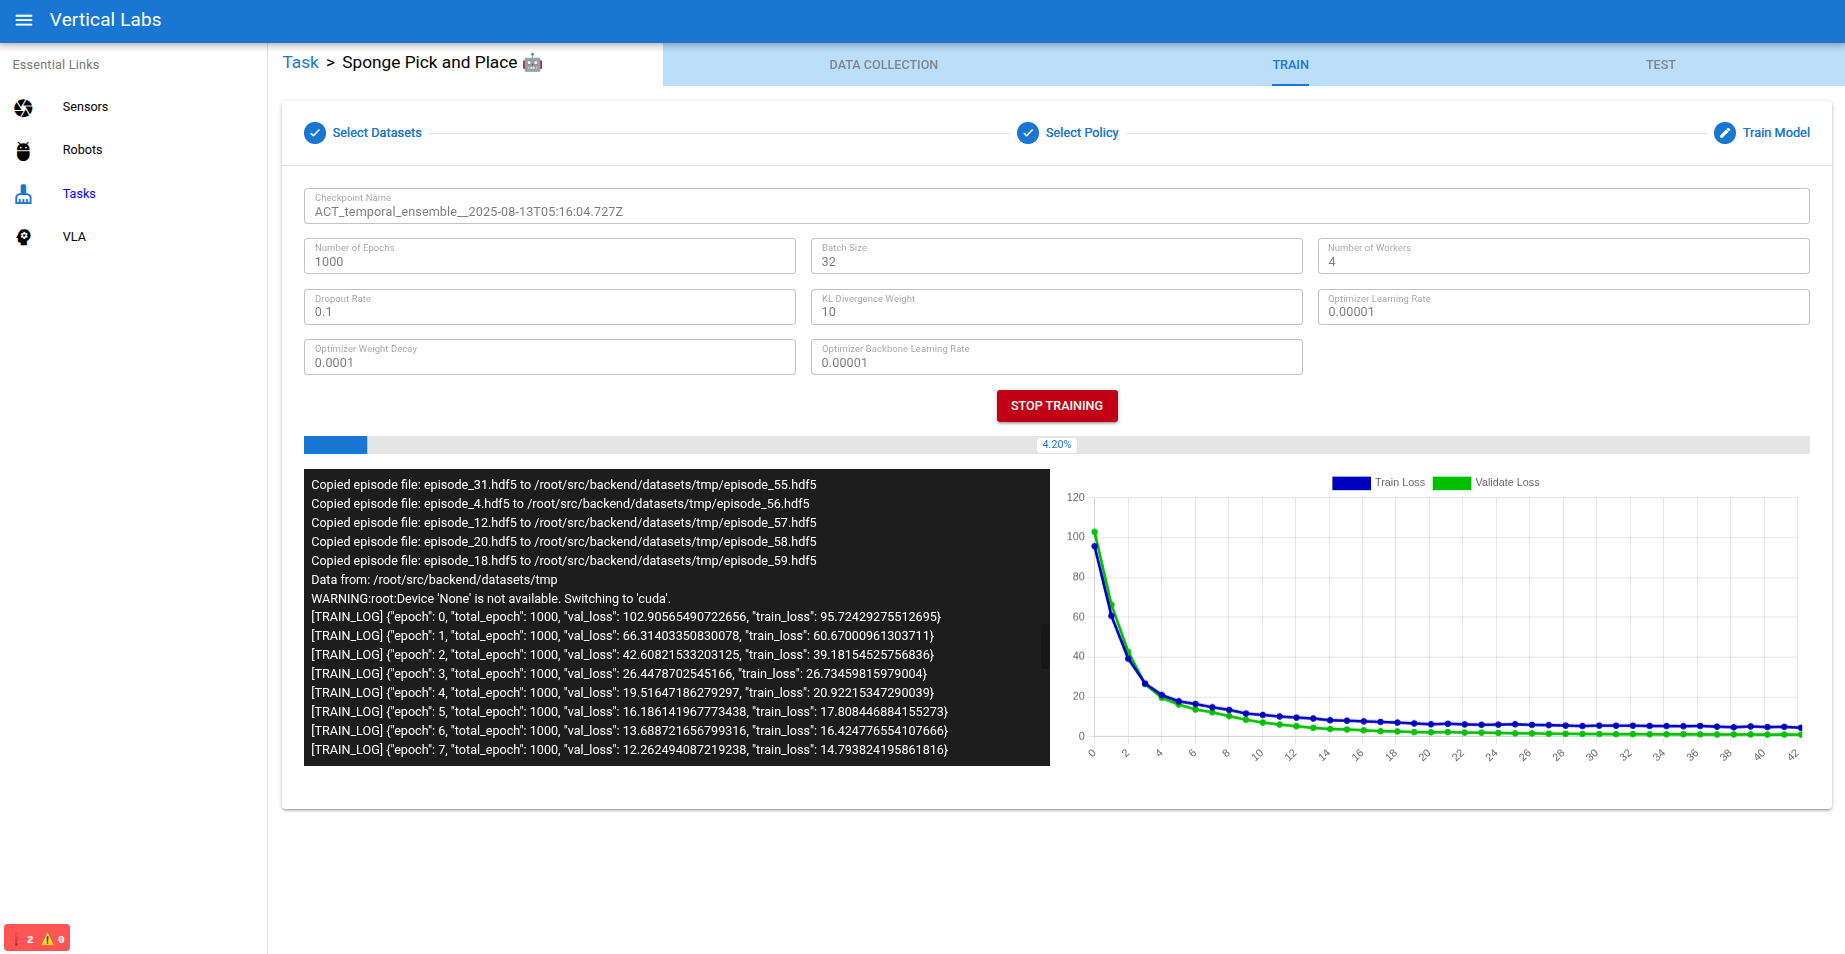 Vertical Labs
Essential Links
Sensors
Robots
Tasks
VLA
Task > Sponge Pick and Place 🤖
DATA COLLECTION
TRAIN
TEST
Select Datasets
Select Policy
Train Model
Checkpoint Name
ACT_temporal_ensemble__2025-08-13T05:16:04.727Z
Number of Epochs
1000
Batch Size
32
Number of Workers
4
Dropout Rate
0.1
KL Divergence Weight
10
Optimizer Learning Rate
0.00001
Optimizer Weight Decay
0.0001
Optimizer Backbone Learning Rate
0.00001
STOP TRAINING
4.20%
Copied episode file: episode_31.hdf5 to /root/src/backend/datasets/tmp/episode_55.hdf5
Copied episode file: episode_4.hdf5 to /root/src/backend/datasets/tmp/episode_56.hdf5
Copied episode file: episode_12.hdf5 to /root/src/backend/datasets/tmp/episode_57.hdf5
Copied episode file: episode_20.hdf5 to /root/src/backend/datasets/tmp/episode_58.hdf5
Copied episode file: episode_18.hdf5 to /root/src/backend/datasets/tmp/episode_59.hdf5
Data from: /root/src/backend/datasets/tmp
WARNING:root:Device 'None' is not available. Switching to 'cuda'.
[TRAIN_LOG] {"epoch": 0, "total_epoch": 1000, "val_loss": 102.90565490722656, "train_loss": 95.72429275512695}
[TRAIN_LOG] {"epoch": 1, "total_epoch": 1000, "val_loss": 66.31403350830078, "train_loss": 60.67000961303711}
[TRAIN_LOG] {"epoch": 2, "total_epoch": 1000, "val_loss": 42.60821533203125, "train_loss": 39.18154525756836}
[TRAIN_LOG] {"epoch": 3, "total_epoch": 1000, "val_loss": 26.4478702545166, "train_loss": 26.73459815979004}
[TRAIN_LOG] {"epoch": 4, "total_epoch": 1000, "val_loss": 19.51647186279297, "train_loss": 20.92215347290039}
[TRAIN_LOG] {"epoch": 5, "total_epoch": 1000, "val_loss": 16.186141967773438, "train_loss": 17.808446884155273}
[TRAIN_LOG] {"epoch": 6, "total_epoch": 1000, "val_loss": 13.688721656799316, "train_loss": 16.424776554107666}
[TRAIN_LOG] {"epoch": 7, "total_epoch": 1000, "val_loss": 12.262494087219238, "train_loss": 14.793824195861816}
Train Loss
Validate Loss
120
100
80
60
40
20
0
0 2 4 6 8 10 12 14 16 18 20 22 24 26 28 30 32 34 36 38 40 42
❗ 2 ⚠️ 0